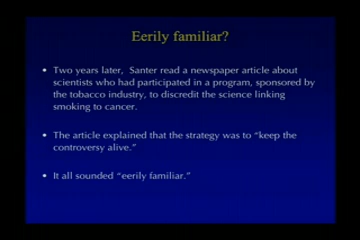 Eerily familiar?
• Two years later, Santer read a newspaper article about
scientists who had participated in a program, sponsored by
the tobacco industry, to discredit the science linking
smoking to cancer.
• The article explained that the strategy was to “keep the
controversy alive.”
• It all sounded “eerily familiar.”